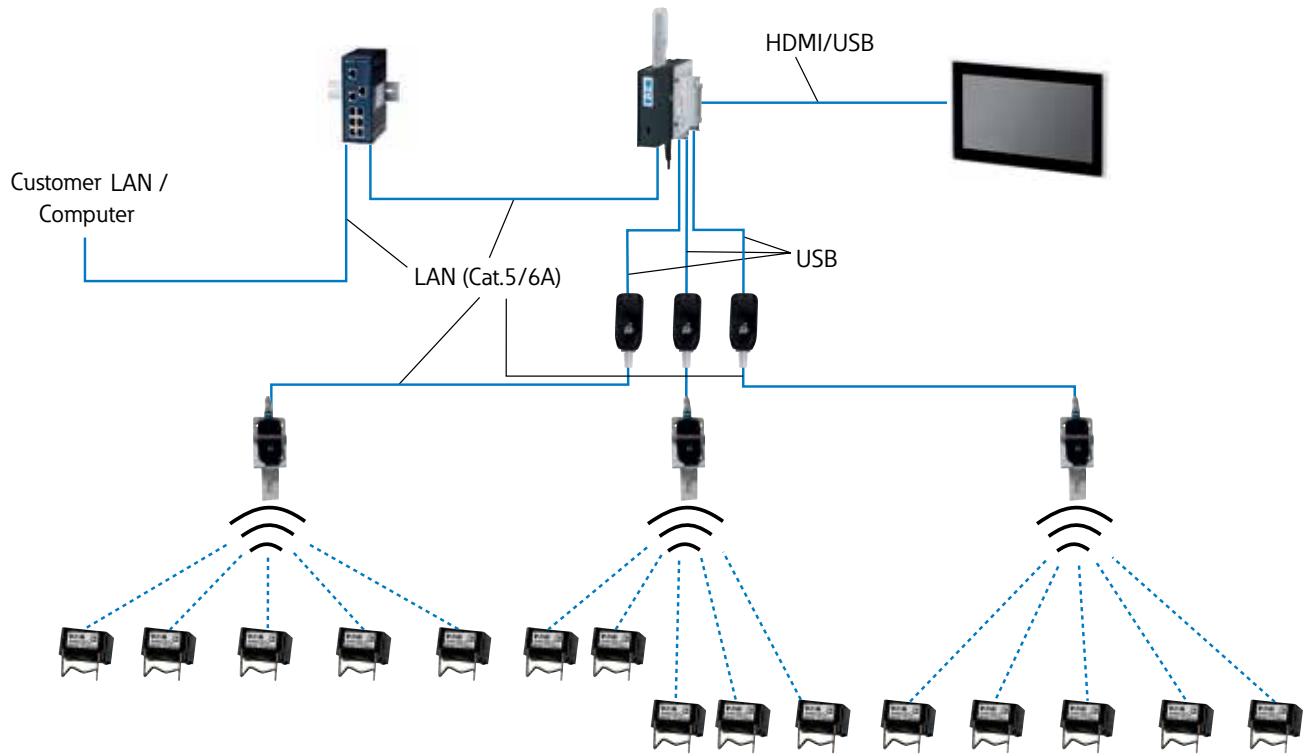 HDMI/USB
Customer LAN /
Computer
LAN (Cat.5/6A)
USB